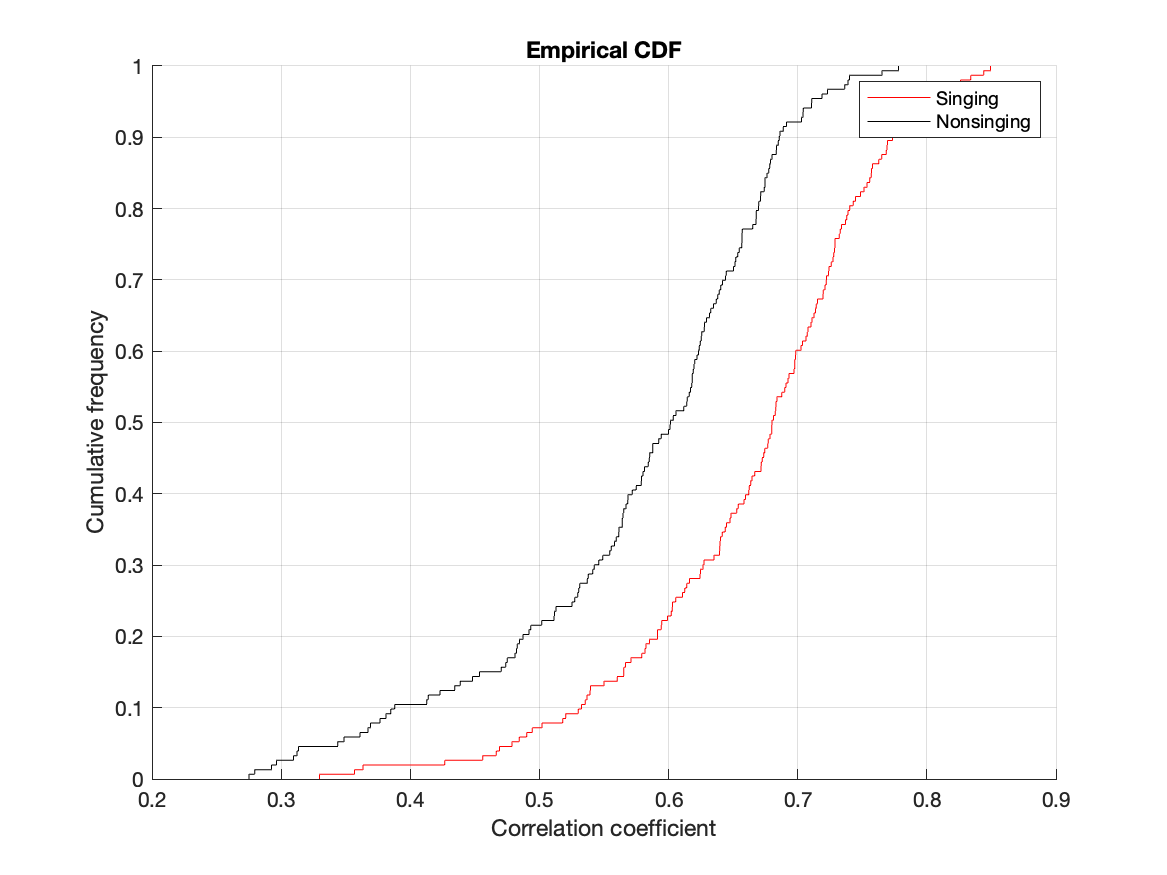 Empirical CDF
1
0.9
0.8
0.7
0.6
0.5
0.4
0.3
0.2
0.1
0
Cumulative frequency
Singing
Nonsinging
0.2 0.3 0.4 0.5 0.6 0.7 0.8 0.9
Correlation coefficient